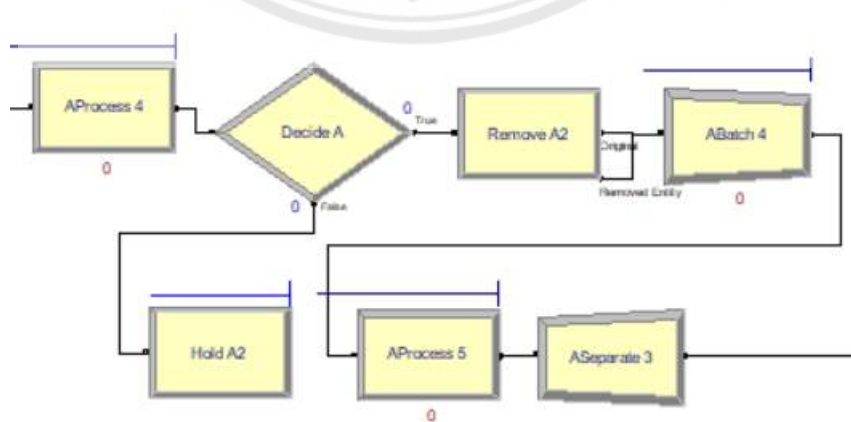 AProcess 4
0
Decide A
0
True
0
False
Remove A2
Original
Removed Entity
ABatch 4
0
Hold A2
AProcess 5
0
ASeparate 3